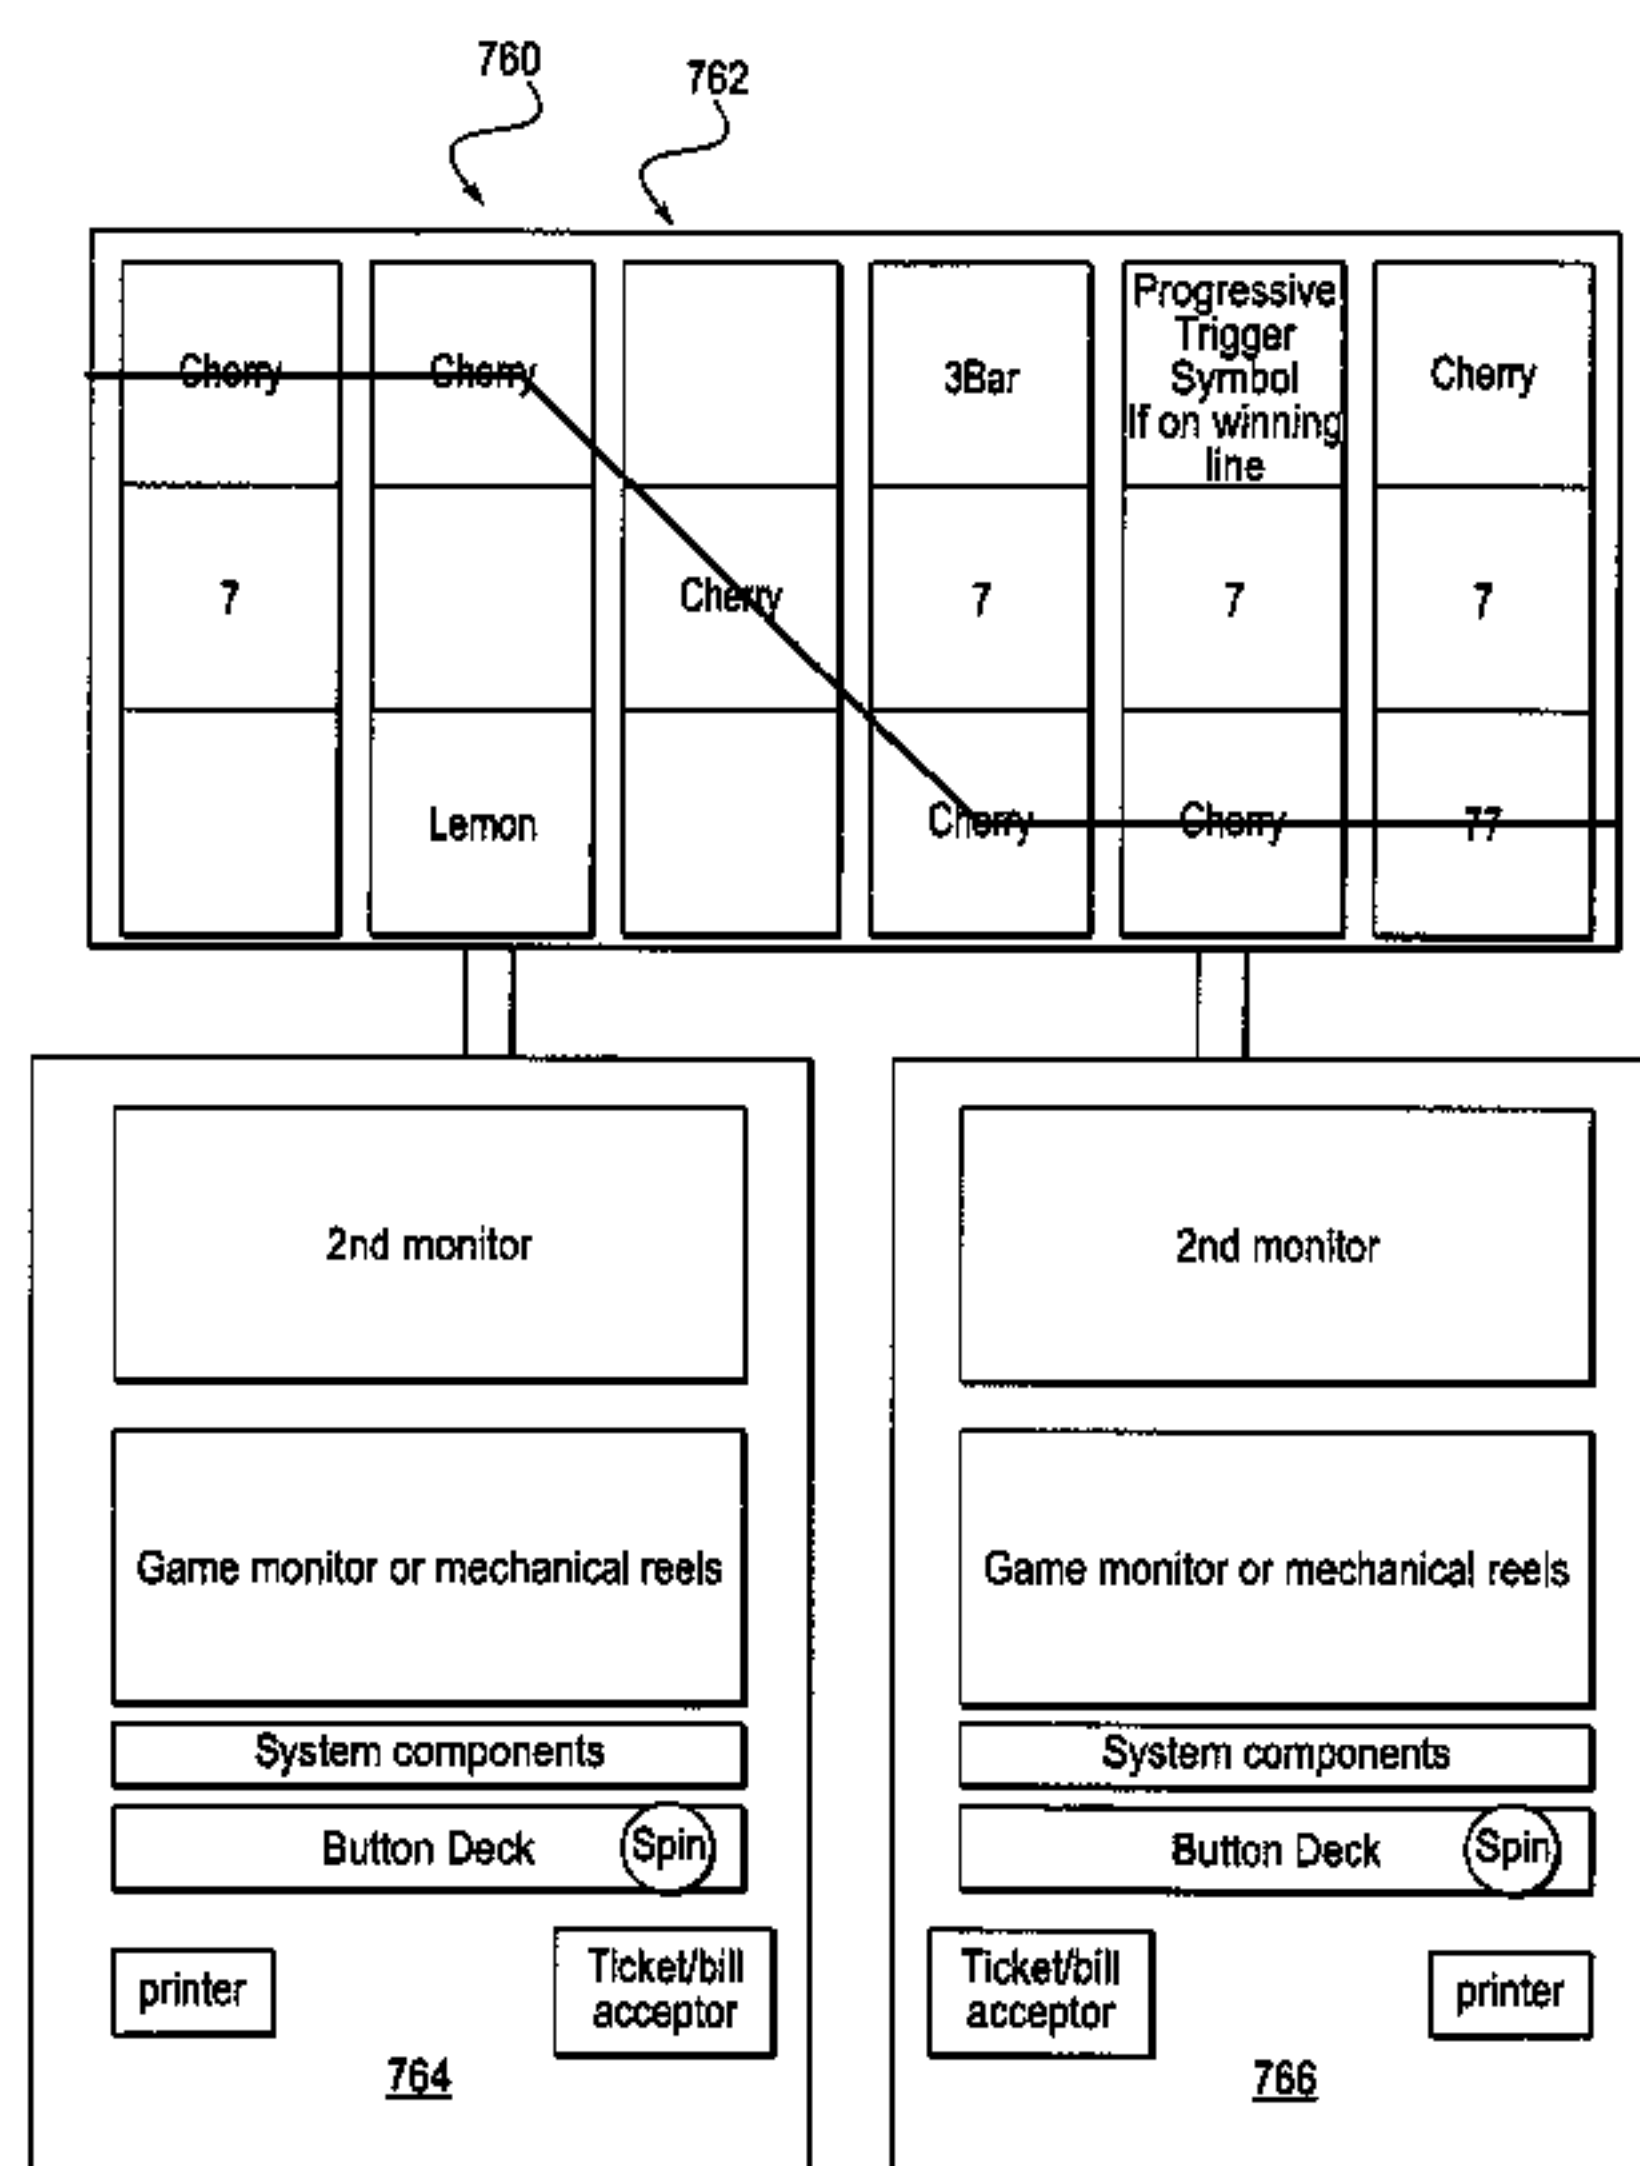 760
762
Cherry Cherry 3Bar Progressive Trigger Symbol If on winning line Cherry
7 Cherry 7 7 7
Lemon Cherry Cherry 77
2nd monitor 2nd monitor
Game monitor or mechanical reels Game monitor or mechanical reels
System components System components
Button Deck Spin Button Deck Spin
printer Ticket/bill acceptor Ticket/bill acceptor printer
764 766